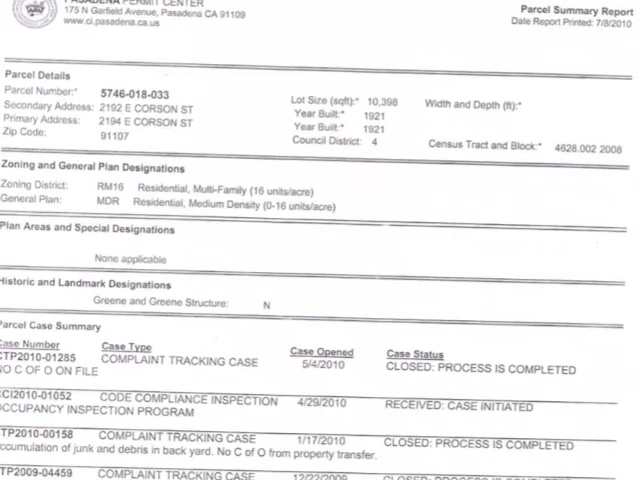 PASADENA PERMIT CENTER
175 N Garfield Avenue, Pasadena CA 91109
www.ci.pasadena.ca.us
Parcel Summary Report
Date Report Printed: 7/8/2010
Parcel Details
Parcel Number:* 5746-018-033
Secondary Address: 2192 E CORSON ST
Primary Address: 2194 E CORSON ST
Zip Code: 91107
Lot Size (sqft):* 10,398
Year Built:* 1921
Year Built:* 1921
Council District: 4
Width and Depth (ft):*
Census Tract and Block:* 4628.002 2008
Zoning and General Plan Designations
Zoning District: RM16 Residential, Multi-Family (16 units/acre)
General Plan: MDR Residential, Medium Density (0-16 units/acre)
Plan Areas and Special Designations
None applicable
Historic and Landmark Designations
Greene and Greene Structure: N
Parcel Case Summary
Case Number Case Type Case Opened Case Status
CTP2010-01285 COMPLAINT TRACKING CASE 5/4/2010 CLOSED: PROCESS IS COMPLETED
NO C OF O ON FILE
CCI2010-01052 CODE COMPLIANCE INSPECTION 4/29/2010 RECEIVED: CASE INITIATED
OCCUPANCY INSPECTION PROGRAM
TP2010-00158 COMPLAINT TRACKING CASE 1/17/2010 CLOSED: PROCESS IS COMPLETED
ccumulation of junk and debris in back yard. No C of O from property transfer.
TP2009-04459 COMPLAINT TRACKING CASE 12/22/2009 CLOSED: PROCESS IS COMPLETED